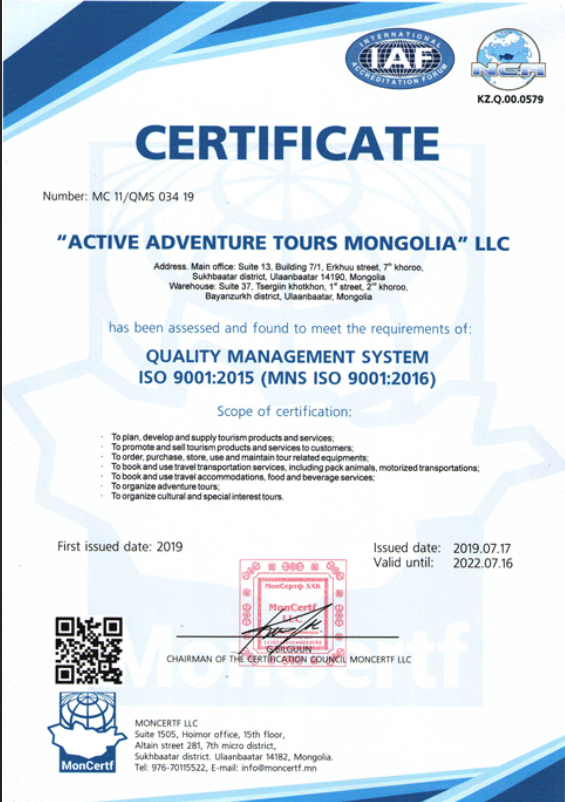 INTERNATIONAL
IAF
ACCREDITATION FORUM
NCA
KZ.Q.00.0579
CERTIFICATE
Number: MC 11/QMS 034 19
“ACTIVE ADVENTURE TOURS MONGOLIA” LLC
Address. Main office: Suite 13, Building 7/1, Erkhuu street, 7th khoroo,
Sukhbaatar district, Ulaanbaatar 14190, Mongolia
Warehouse: Suite 37, Tsergiin khotkhon, 1st street, 2nd khoroo,
Bayanzurkh district, Ulaanbaatar, Mongolia
has been assessed and found to meet the requirements of:
QUALITY MANAGEMENT SYSTEM
ISO 9001:2015 (MNS ISO 9001:2016)
Scope of certification:
· To plan, develop and supply tourism products and services;
· To promote and sell tourism products and services to customers;
· To order, purchase, store, use and maintain tour related equipments;
· To book and use travel transportation services, including pack animals, motorized transportations;
· To book and use travel accommodations, food and beverage services;
· To organize adventure tours;
· To organize cultural and special interest tours.
First issued date: 2019
Issued date: 2019.07.17
Valid until: 2022.07.16
МонСертф ХХК
MonCertf
LLC
G.BILGUUN
CHAIRMAN OF THE CERTIFICATION COUNCIL MONCERTF LLC
MonCertf
MONCERTF LLC
Suite 1505, Hoimor office, 15th floor,
Altain street 281, 7th micro district,
Sukhbaatar district. Ulaanbaatar 14182, Mongolia.
Tel: 976-70115522, E-mail: info@moncertf.mn
MonCertf